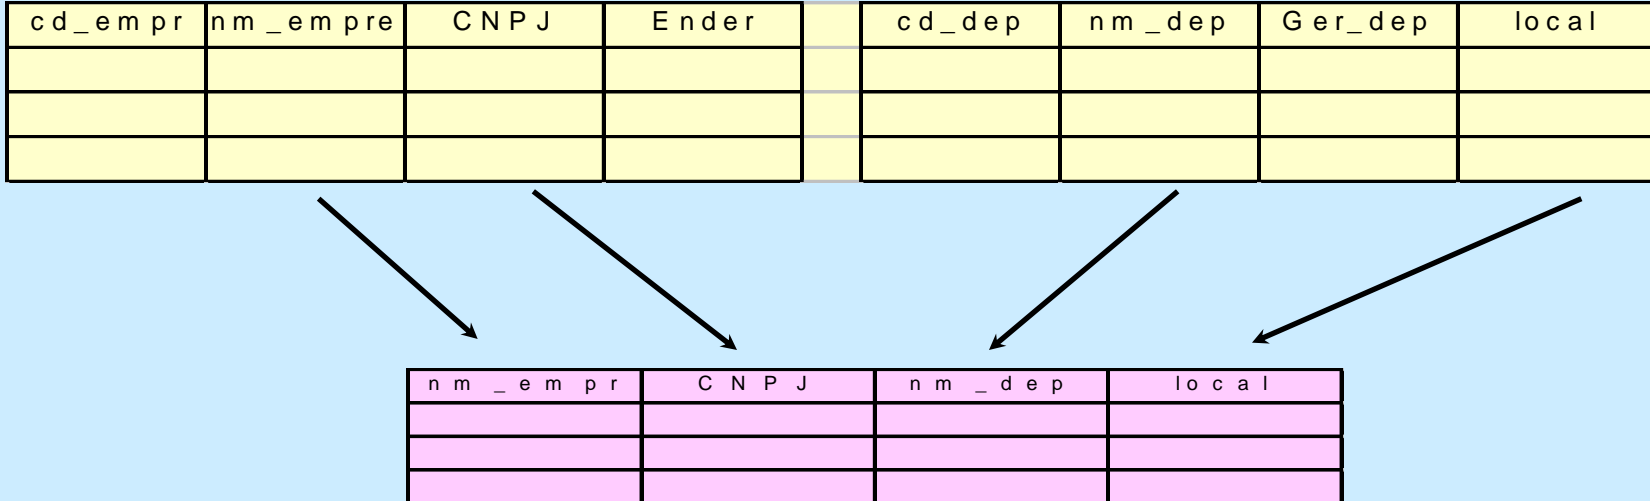 cd_empr nm_empre CNPJ Ender cd_dep nm_dep Ger_dep local
nm_empr CNPJ nm_dep local